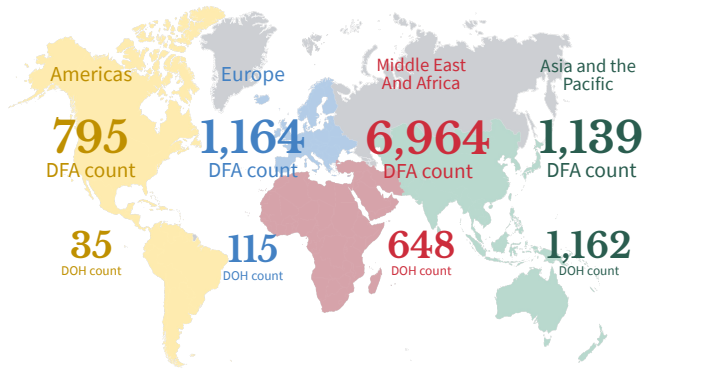 Americas
795
DFA count
35
DOH count
Europe
1,164
DFA count
115
DOH count
Middle East
And Africa
6,964
DFA count
648
DOH count
Asia and the
Pacific
1,139
DFA count
1,162
DOH count